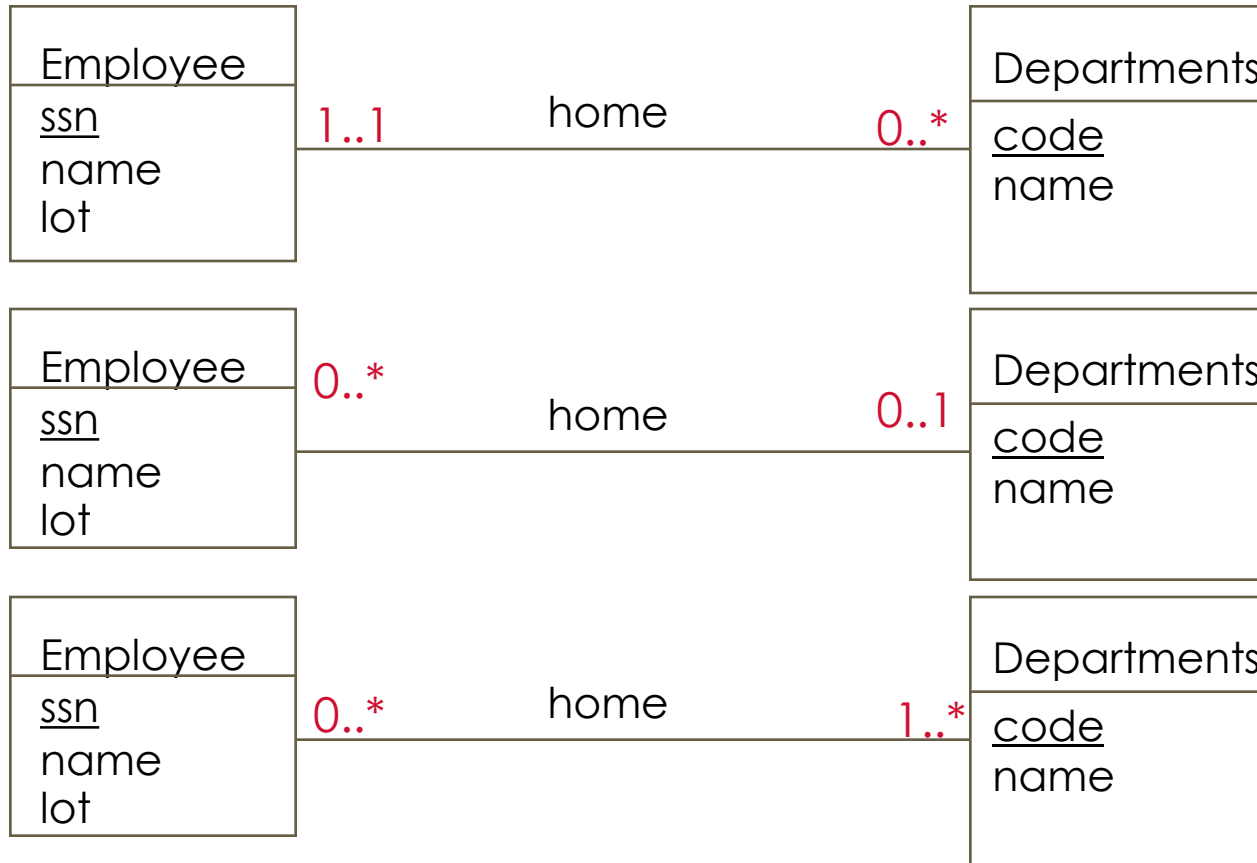 Employee
ssn
name
lot
1..1
home
0..*
Departments
code
name
Employee
ssn
name
lot
0..*
home
0..1
Departments
code
name
Employee
ssn
name
lot
0..*
home
1..*
Departments
code
name